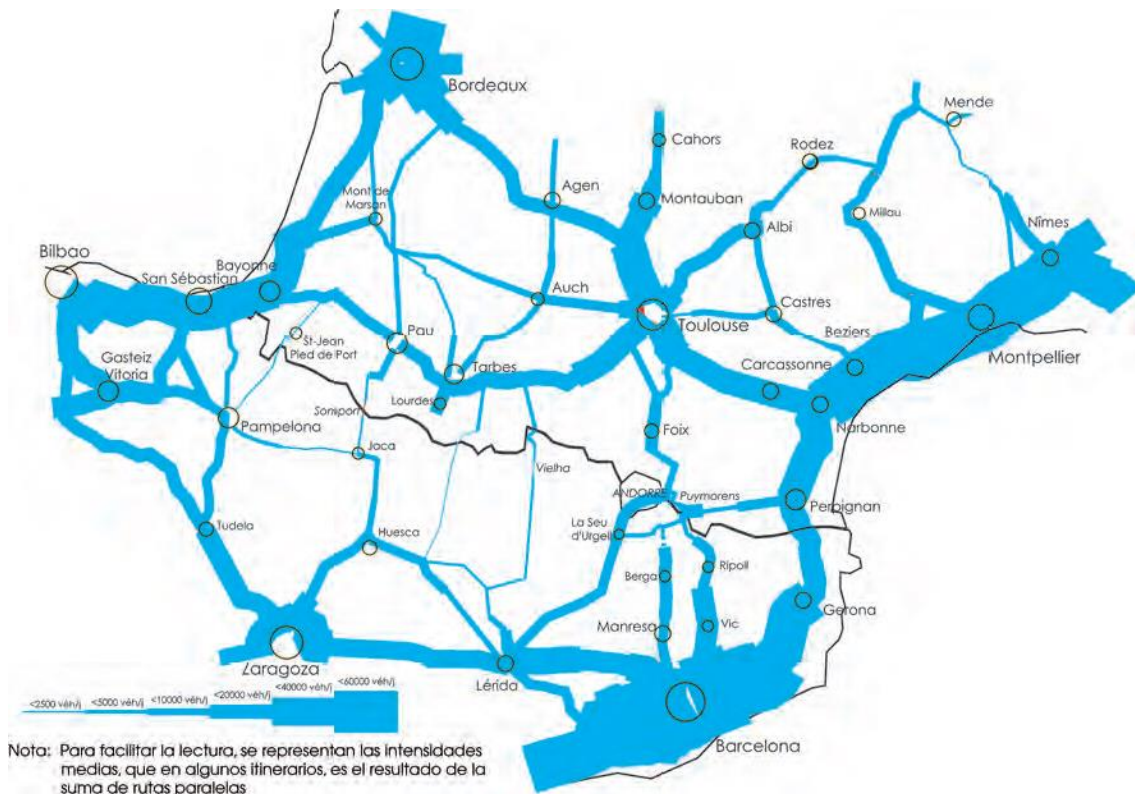 Bordeaux
Mende
Cahors
Rodez
Agen
Montauban
Mont de
Marsan
Millau
Albi
Nîmes
Bilbao
San Sébastian
Bayonne
Auch
Toulouse
Castres
Beziers
Montpellier
St-Jean
Pied de Port
Pau
Gasteiz
Vitoria
Tarbes
Carcassonne
Lourdes
Narbonne
Pampelona
Somport
Foix
Jaca
Vielha
ANDORRE
Puymorens
Perpignan
Tudela
La Seu
d'Urgell
Huesca
Ripoll
Berga
Gerona
Manresa
Vic
Zaragoza
Lérida
Barcelona
<2500 véh/j
<5000 véh/j
<10000 véh/j
<20000 véh/j
<40000 véh/j
<60000 véh/j
Nota: Para facilitar la lectura, se representan las intensidades
medias, que en algunos itinerarios, es el resultado de la
suma de rutas paralelas